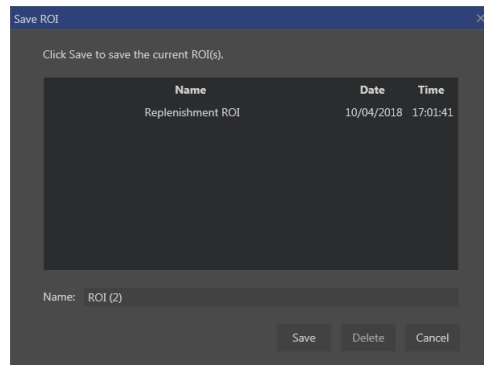 Save ROI
Click Save to save the current ROI(s).
Name Date Time
Replenishment ROI 10/04/2018 17:01:41
Name: ROI (2)
Save Delete Cancel